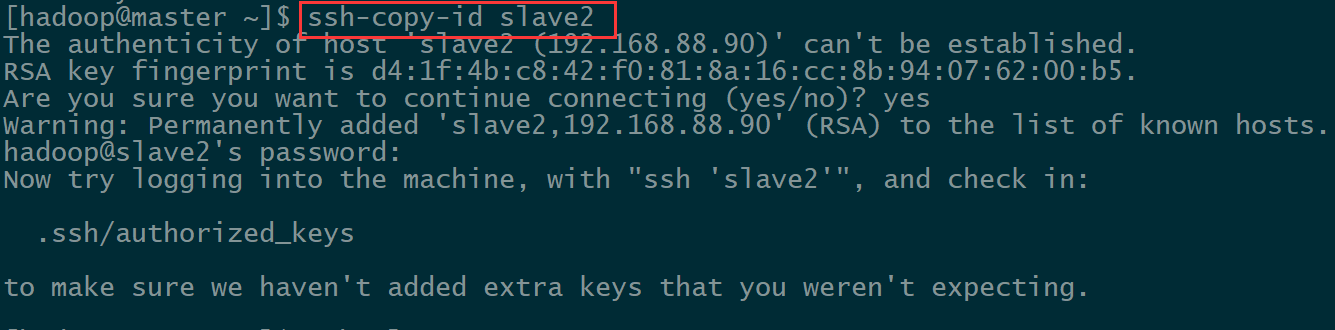 [hadoop@master ~]$ ssh-copy-id slave2
The authenticity of host 'slave2 (192.168.88.90)' can't be established.
RSA key fingerprint is d4:1f:4b:c8:42:f0:81:8a:16:cc:8b:94:07:62:00:b5.
Are you sure you want to continue connecting (yes/no)? yes
Warning: Permanently added 'slave2,192.168.88.90' (RSA) to the list of known hosts.
hadoop@slave2's password:
Now try logging into the machine, with "ssh 'slave2'", and check in:
.ssh/authorized_keys
to make sure we haven't added extra keys that you weren't expecting.